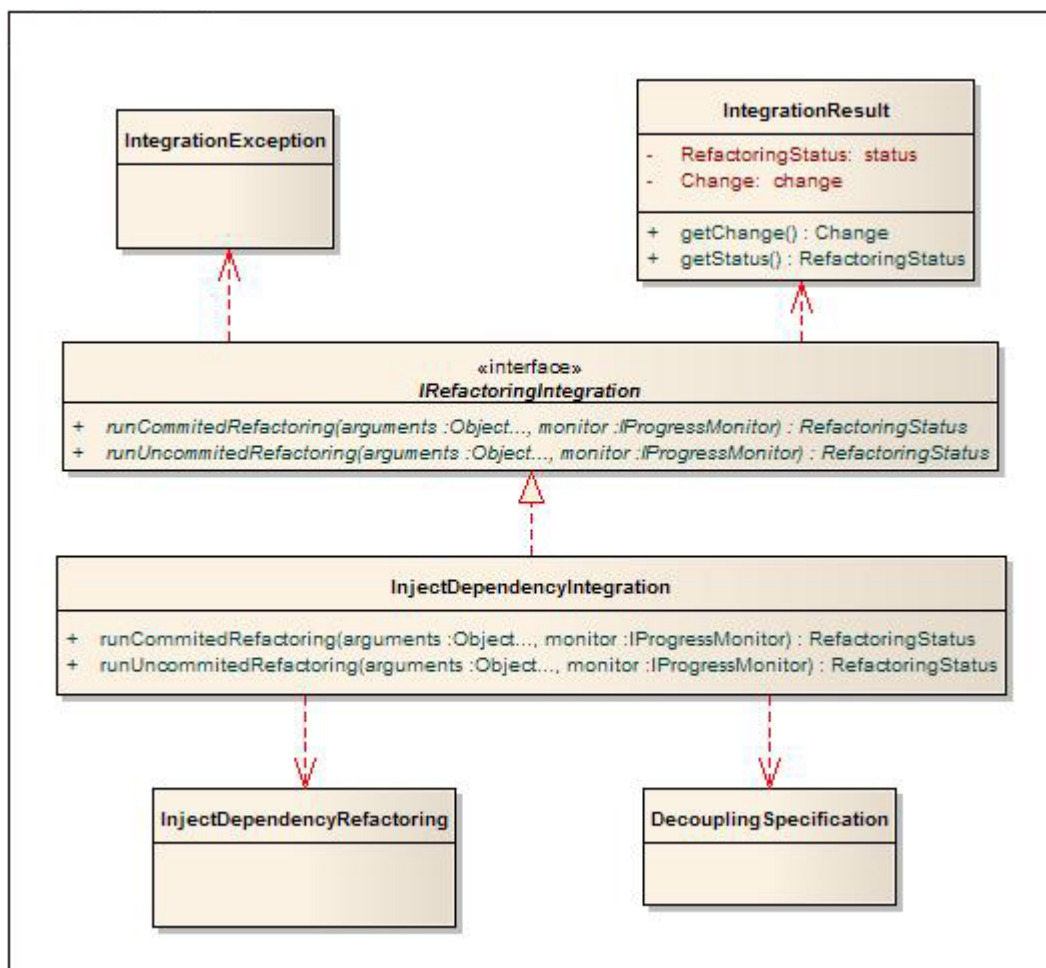 IntegrationException
IntegrationResult
- RefactoringStatus: status
- Change: change
+ getChange() : Change
+ getStatus() : RefactoringStatus
«interface»
IRefactoringIntegration
+ runCommitedRefactoring(arguments :Object..., monitor :IProgressMonitor) : RefactoringStatus
+ runUncommitedRefactoring(arguments :Object..., monitor :IProgressMonitor) : RefactoringStatus
InjectDependencyIntegration
+ runCommitedRefactoring(arguments :Object..., monitor :IProgressMonitor) : RefactoringStatus
+ runUncommitedRefactoring(arguments :Object..., monitor :IProgressMonitor) : RefactoringStatus
InjectDependencyRefactoring
DecouplingSpecification